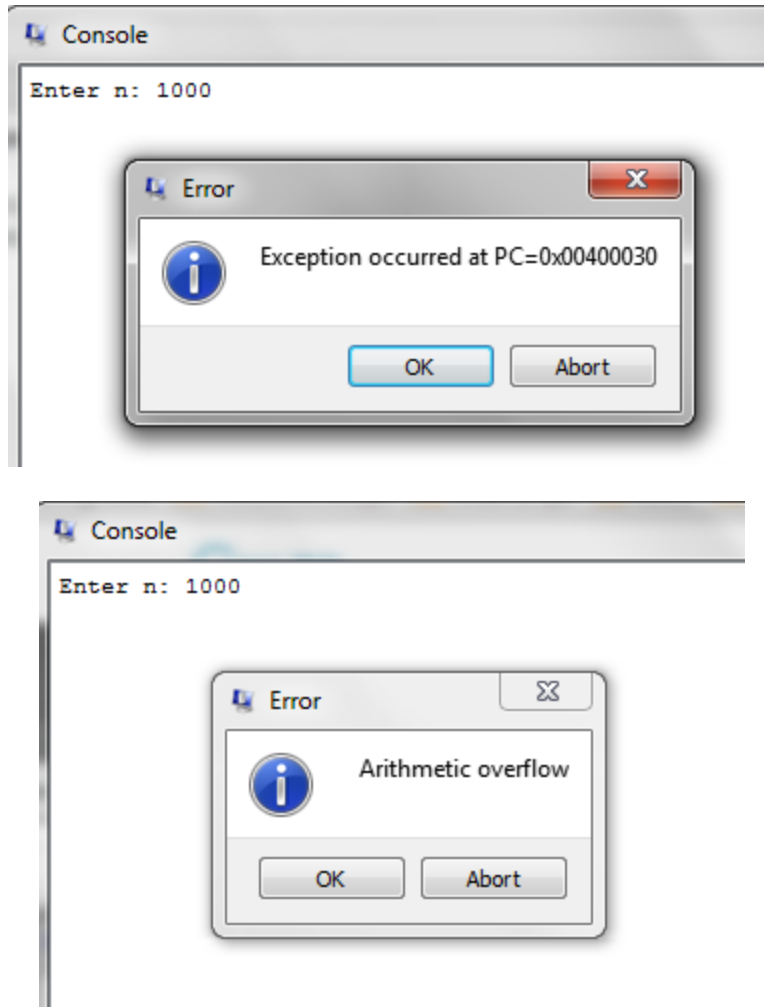 Console
Enter n: 1000
Error
Exception occurred at PC=0x00400030
OK Abort
Console
Enter n: 1000
Error
Arithmetic overflow
OK Abort